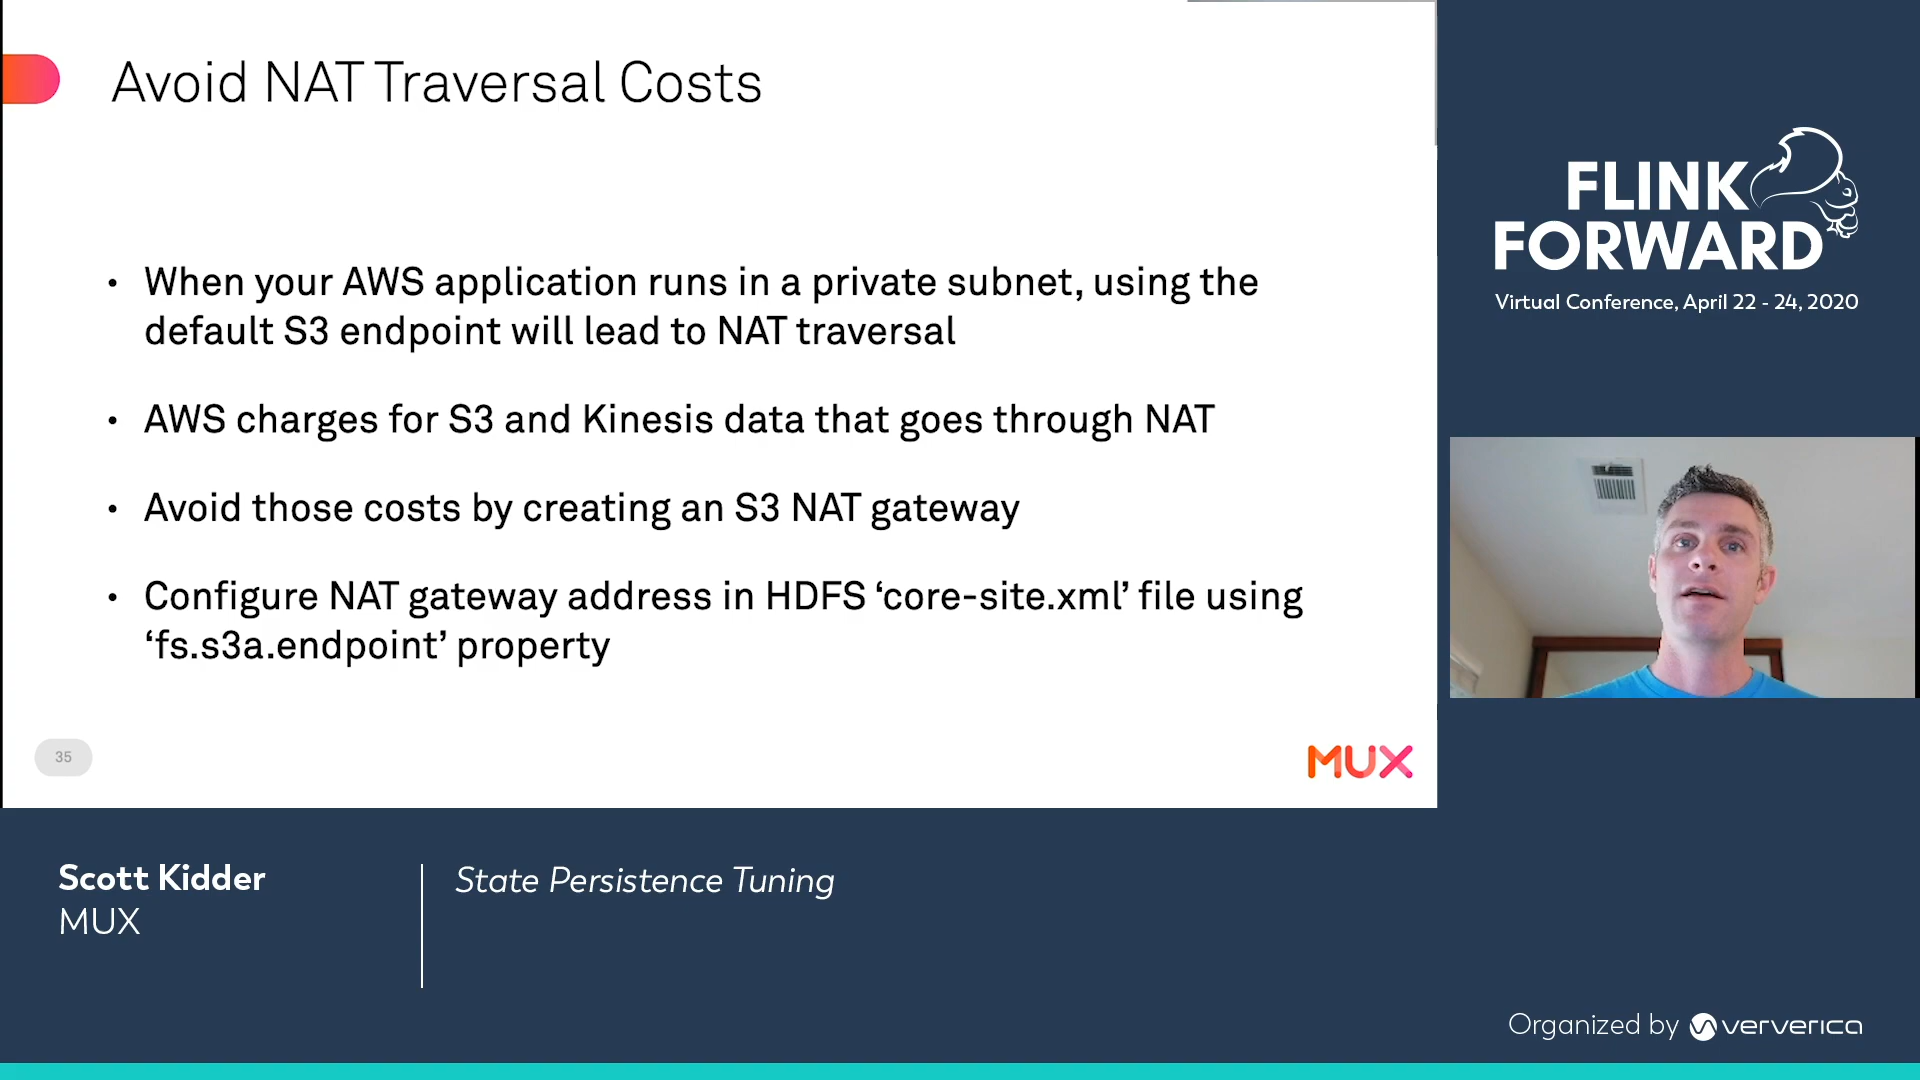 Avoid NAT Traversal Costs
• When your AWS application runs in a private subnet, using the
default S3 endpoint will lead to NAT traversal
• AWS charges for S3 and Kinesis data that goes through NAT
• Avoid those costs by creating an S3 NAT gateway
• Configure NAT gateway address in HDFS ‘core-site.xml’ file using
‘fs.s3a.endpoint’ property
35
MUX
FLINK
FORWARD
Virtual Conference, April 22 - 24, 2020
Scott Kidder
MUX
State Persistence Tuning
Organized by ververica